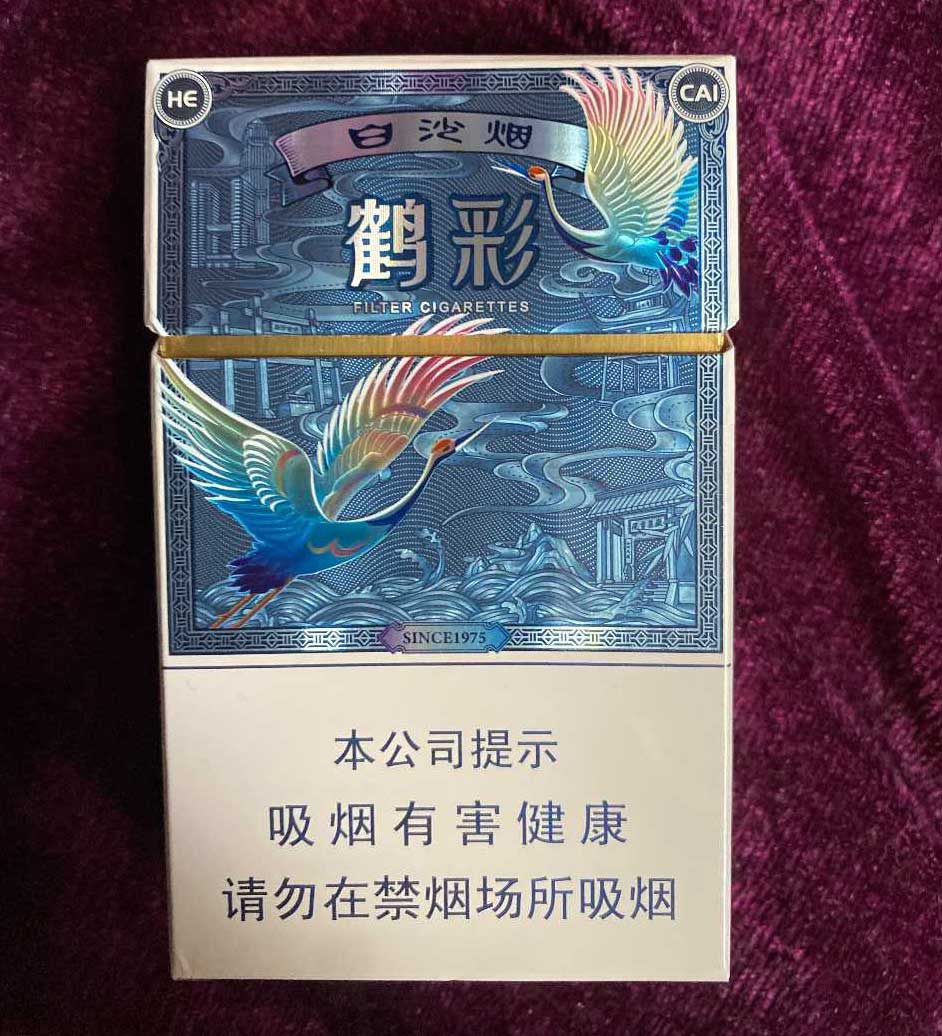 HE
CAI
白沙烟
鹤彩
FILTER CIGARETTES
SINCE1975
本公司提示
吸烟有害健康
请勿在禁烟场所吸烟